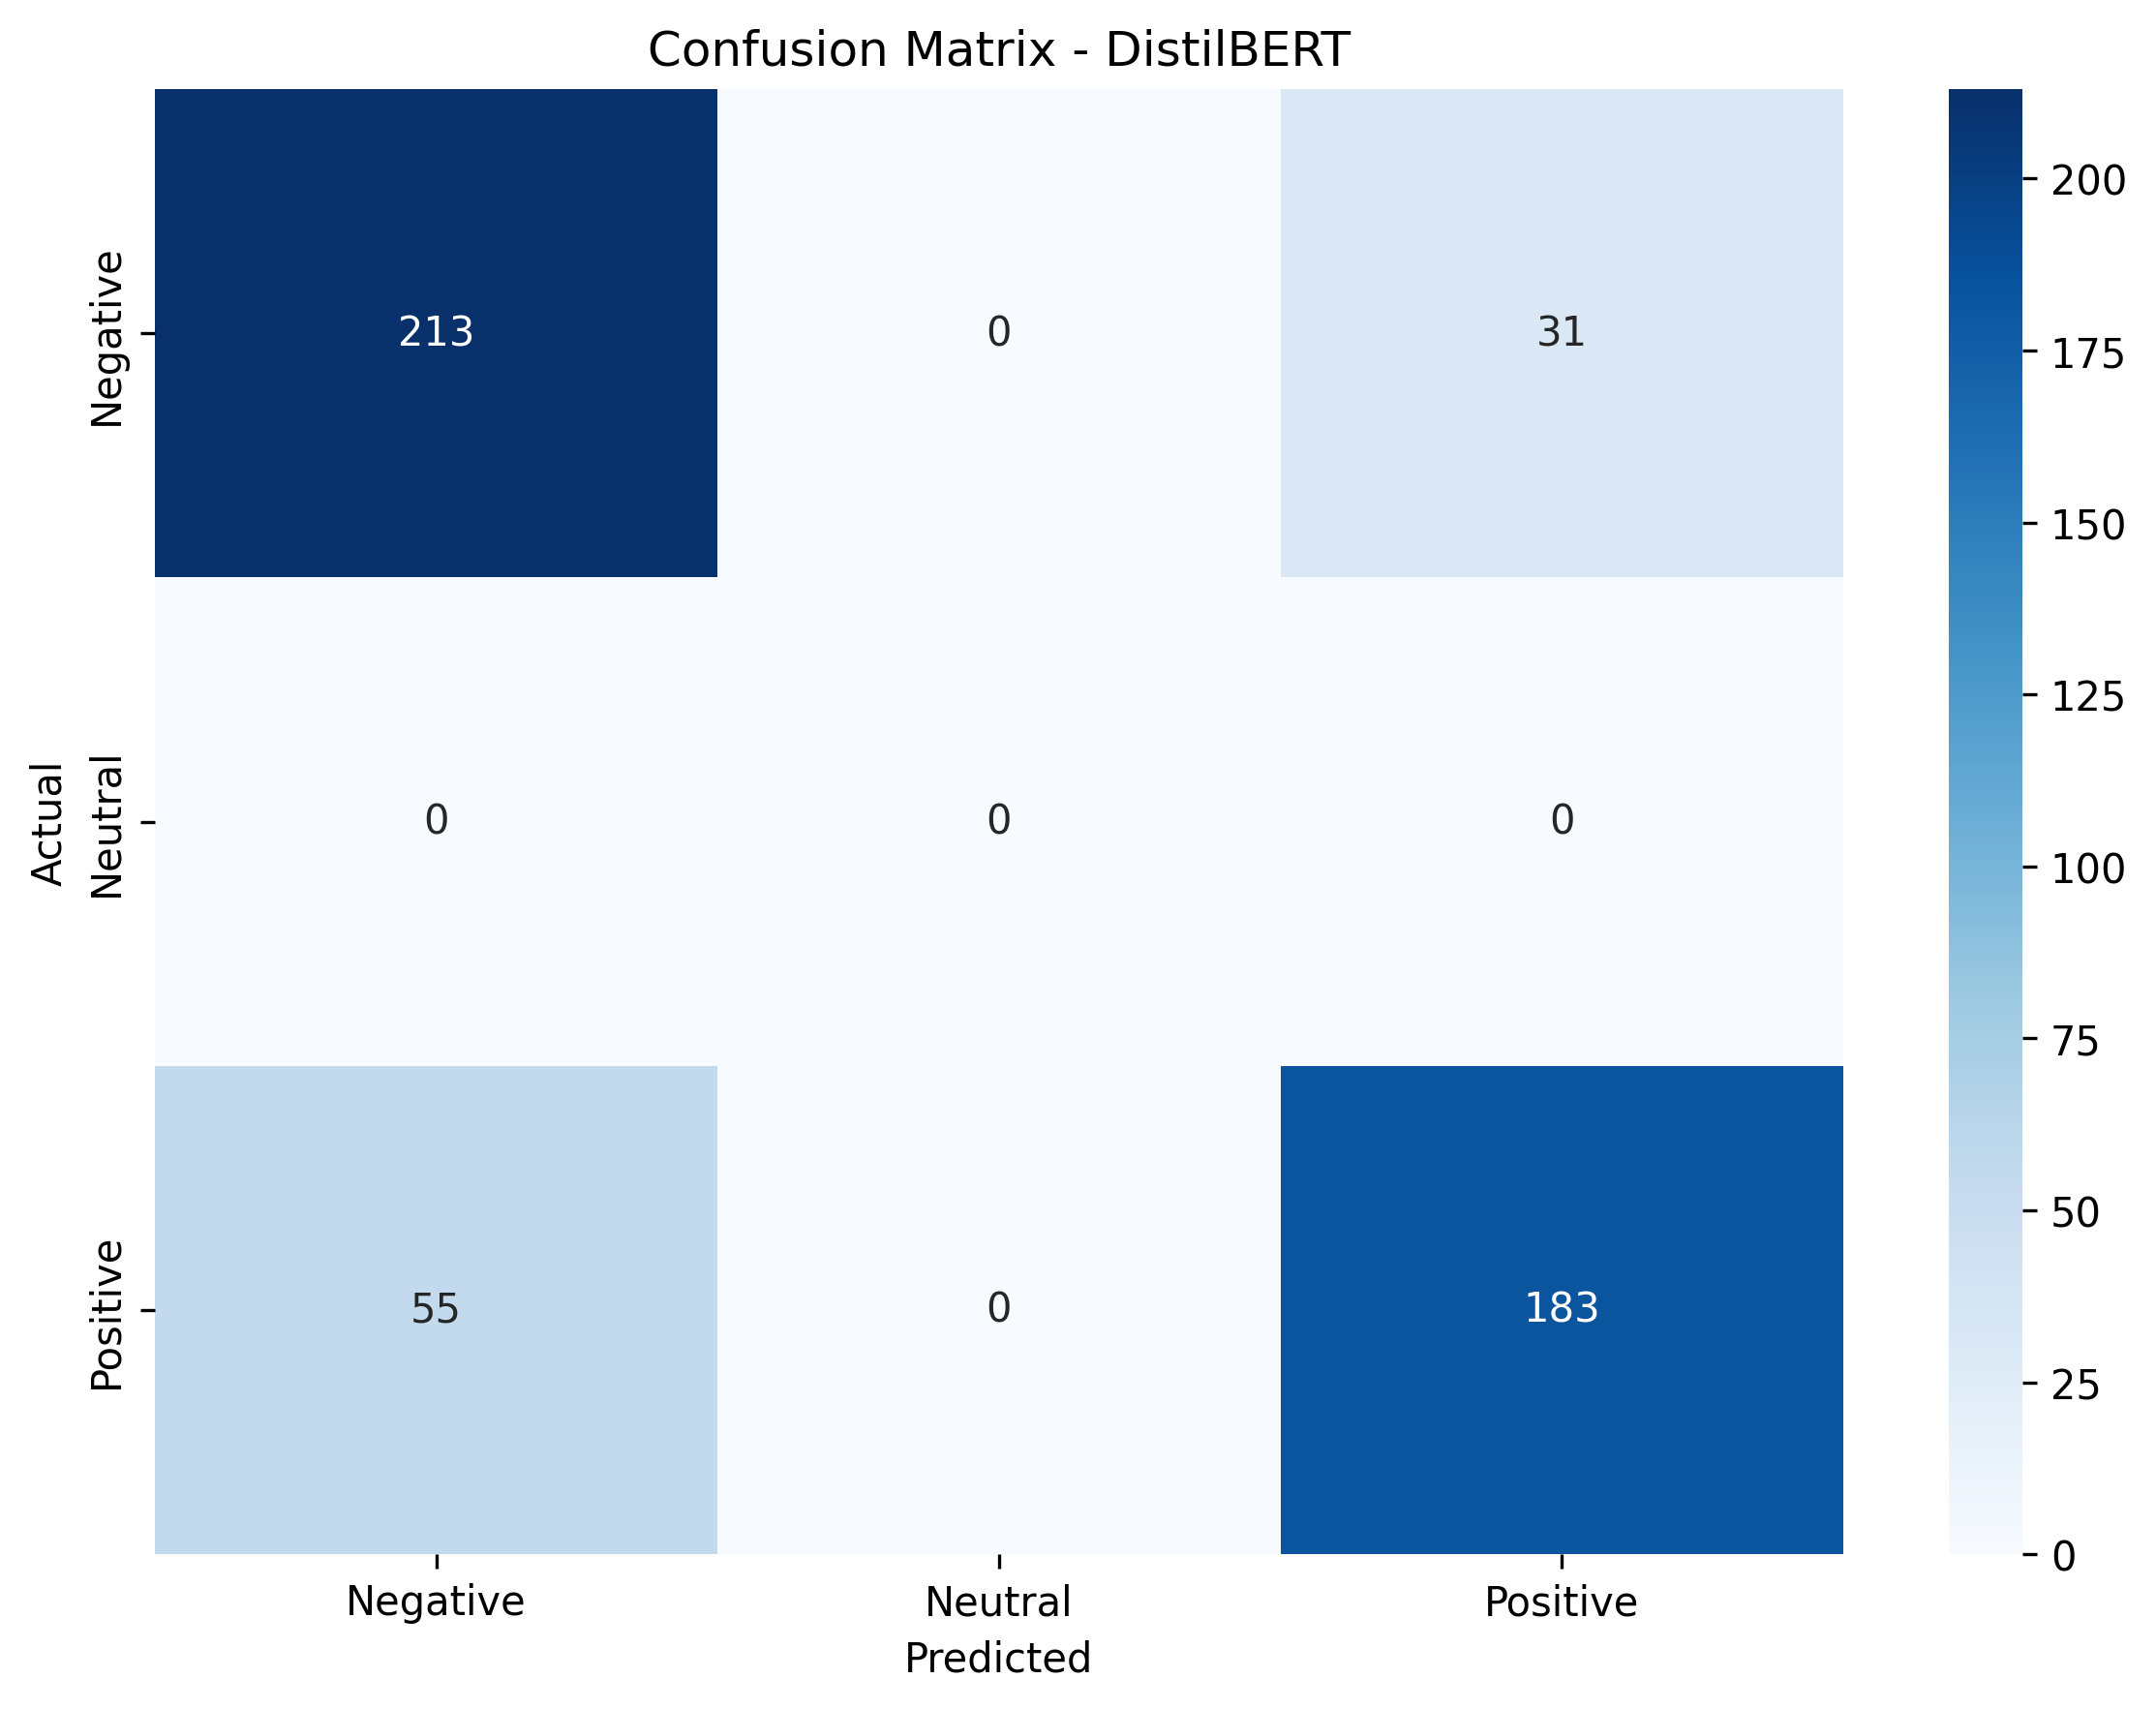 Confusion Matrix - DistilBERT
Actual
Negative
213
0
31
Neutral
0
0
0
Positive
55
0
183
Negative
Neutral
Positive
Predicted
200
175
150
125
100
75
50
25
0